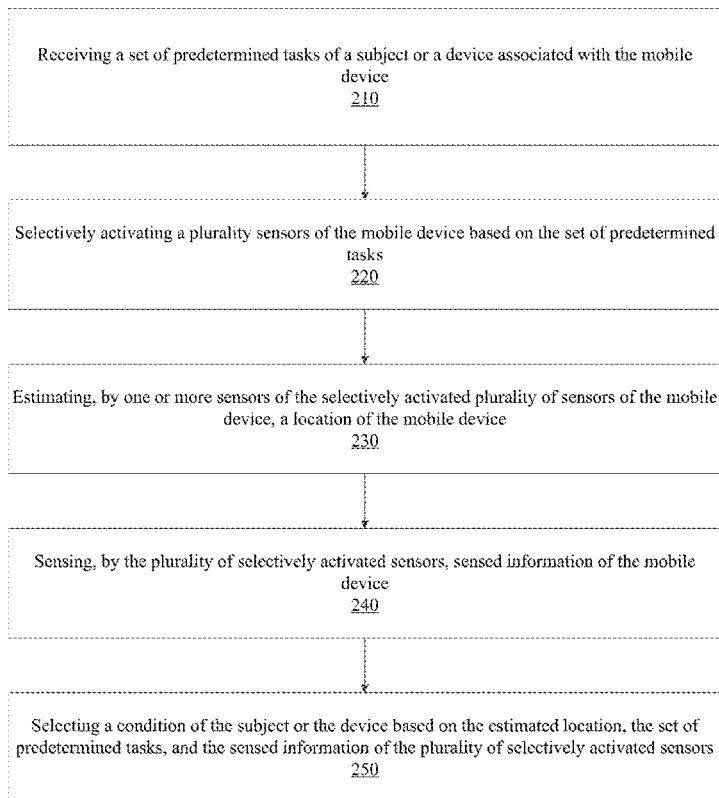 Receiving a set of predetermined tasks of a subject or a device associated with the mobile
device
210
Selectively activating a plurality sensors of the mobile device based on the set of predetermined
tasks
220
Estimating, by one or more sensors of the selectively activated plurality of sensors of the mobile
device, a location of the mobile device
230
Sensing, by the plurality of selectively activated sensors, sensed information of the mobile
device
240
Selecting a condition of the subject or the device based on the estimated location, the set of
predetermined tasks, and the sensed information of the plurality of selectively activated sensors
250